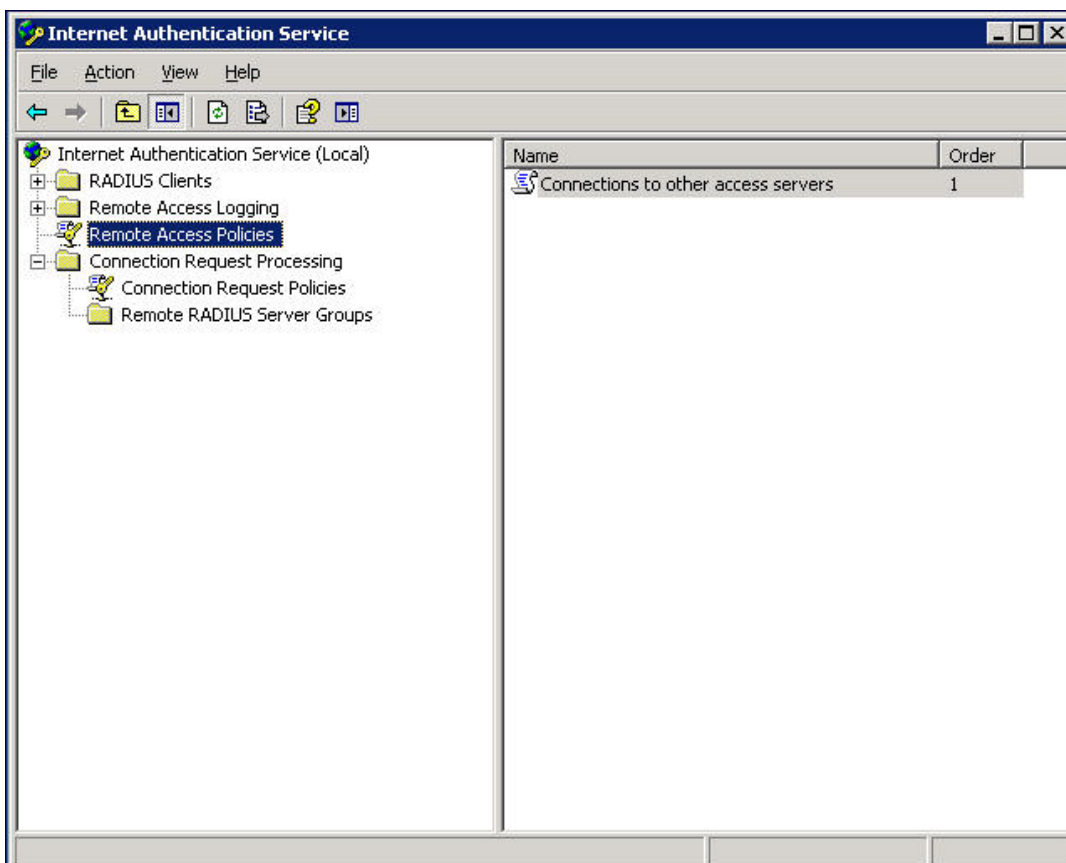 Internet Authentication Service
File Action View Help
Internet Authentication Service (Local)
RADIUS Clients
Remote Access Logging
Remote Access Policies
Connection Request Processing
Connection Request Policies
Remote RADIUS Server Groups
Name Order
Connections to other access servers 1